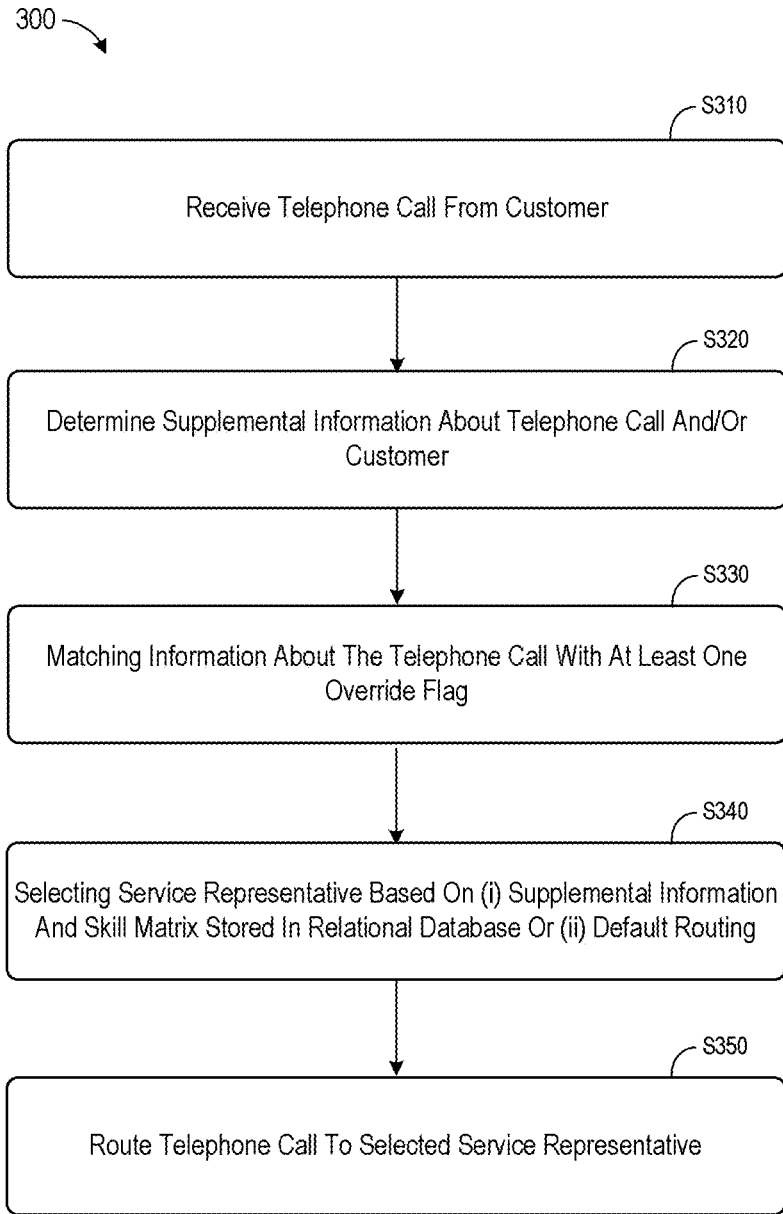 300
S310
Receive Telephone Call From Customer
S320
Determine Supplemental Information About Telephone Call And/Or
Customer
S330
Matching Information About The Telephone Call With At Least One
Override Flag
S340
Selecting Service Representative Based On (i) Supplemental Information
And Skill Matrix Stored In Relational Database Or (ii) Default Routing
S350
Route Telephone Call To Selected Service Representative